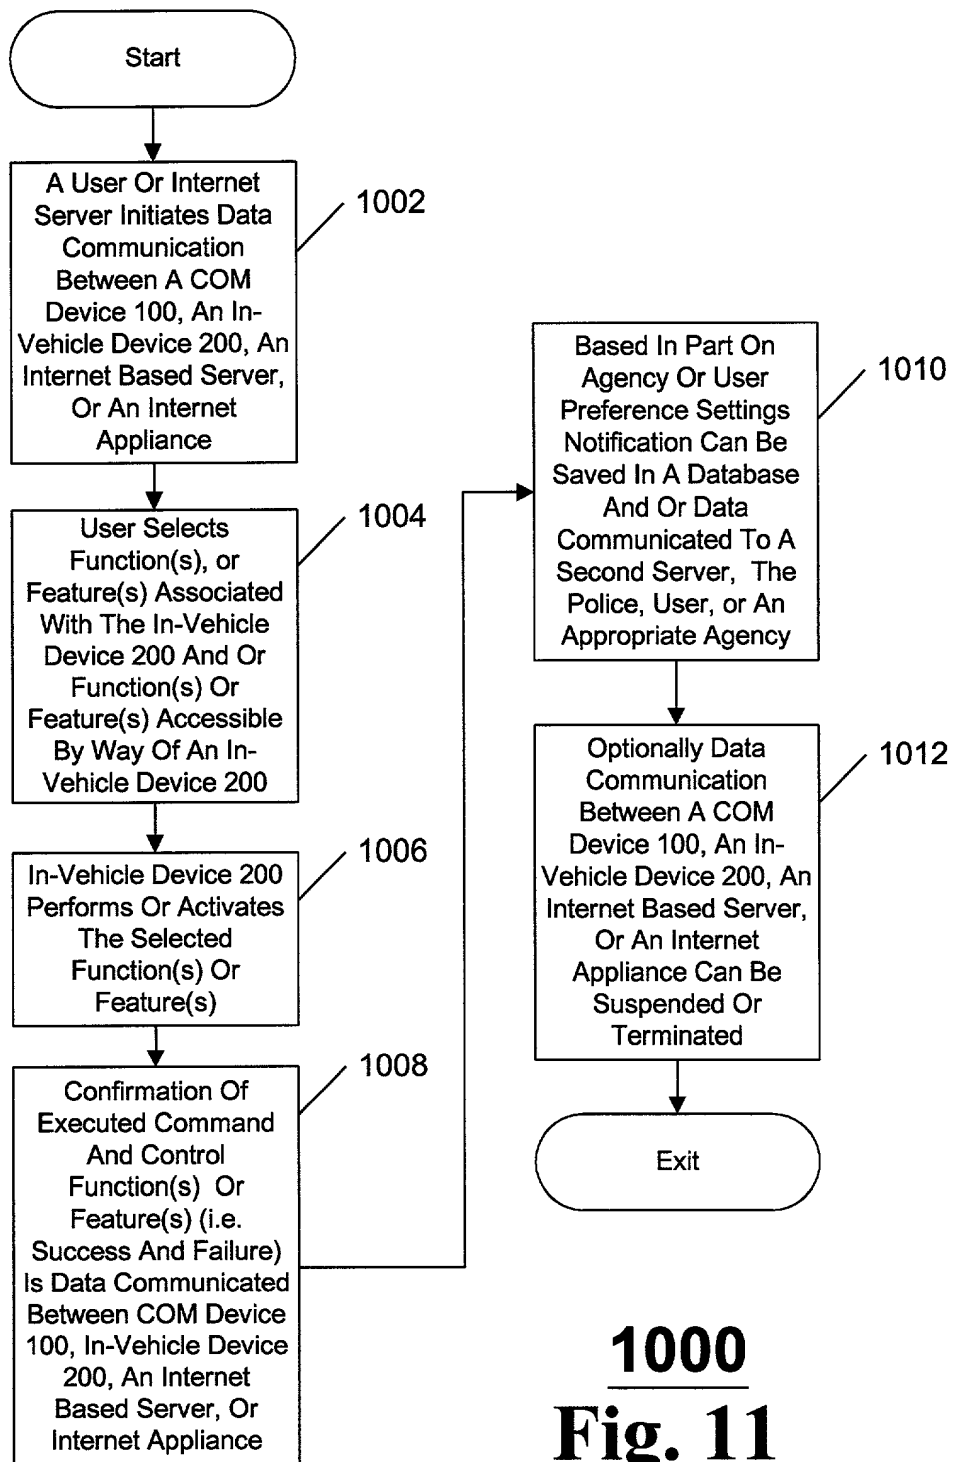 Start
A User Or Internet
Server Initiates Data
Communication
Between A COM
Device 100, An In-
Vehicle Device 200, An
Internet Based Server,
Or An Internet
Appliance
1002
User Selects
Function(s), or
Feature(s) Associated
With The In-Vehicle
Device 200 And Or
Function(s) Or
Feature(s) Accessible
By Way Of An In-
Vehicle Device 200
1004
In-Vehicle Device 200
Performs Or Activates
The Selected
Function(s) Or
Feature(s)
1006
Confirmation Of
Executed Command
And Control
Function(s) Or
Feature(s) (i.e.
Success And Failure)
Is Data Communicated
Between COM Device
100, In-Vehicle Device
200, An Internet
Based Server, Or
Internet Appliance
1008
Based In Part On
Agency Or User
Preference Settings
Notification Can Be
Saved In A Database
And Or Data
Communicated To A
Second Server, The
Police, User, or An
Appropriate Agency
1010
Optionally Data
Communication
Between A COM
Device 100, An In-
Vehicle Device 200, An
Internet Based Server,
Or An Internet
Appliance Can Be
Suspended Or
Terminated
1012
Exit
1000
Fig. 11